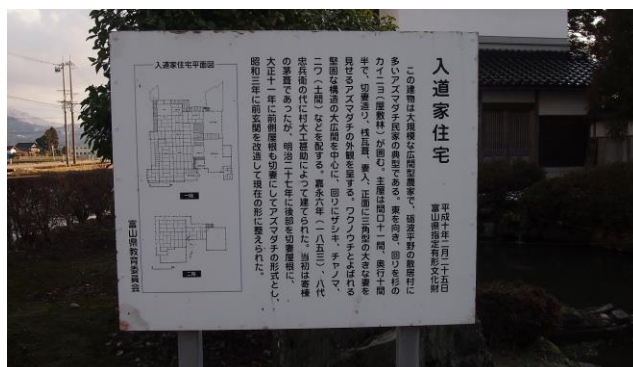 入道家住宅
平成十年二月二十五日
富山県指定有形文化財
この建物は大規模な広間型農家で、砺波平野の散居村に
多いアズマダチ民家の典型である。東を向き、回りを杉の
カイニョ（屋敷林）が囲む。主屋は間口十一間、奥行十間
半で、切妻造り、桟瓦葺、妻入、正面に三角型の大きな妻を
見せるアズマダチの外観を呈する。ワクノウチとよばれる
堅固な構造の大広間を中心に、回りにザシキ、チャノマ、
ニワ（土間）などを配する。嘉永六年（一八五三）、八代
忠兵衛の代に村大工甚助によって建てられた。当初は寄棟
の茅葺であったが、明治二十七年に後部を切妻屋根に、
大正十一年に前側屋根も切妻にしてアズマダチの形式とし、
昭和三年に前玄関を改造して現在の形に整えられた。
富山県教育委員会
入道家住宅平面図
一階
二階